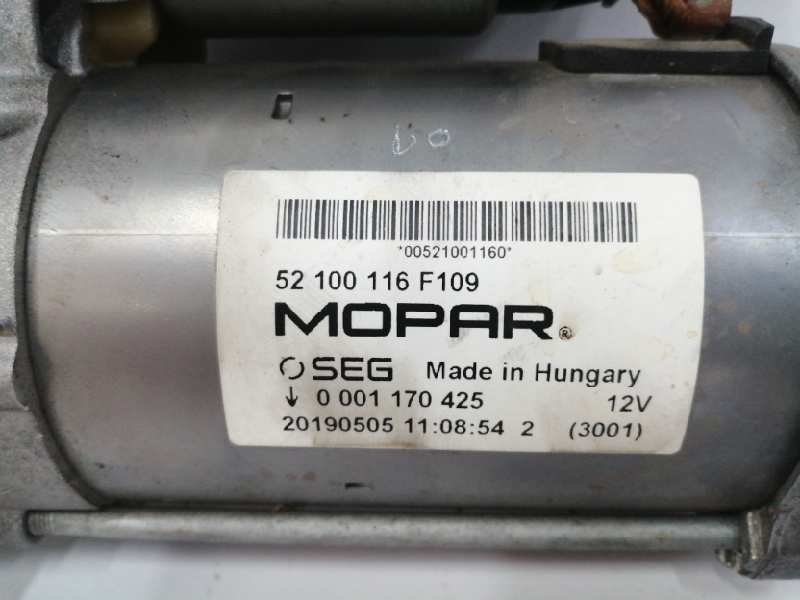 *00521001160*
52 100 116 F109
MOPAR®
SEG Made in Hungary
↓ 0 001 170 425 12V
20190505 11:08:54 2 (3001)